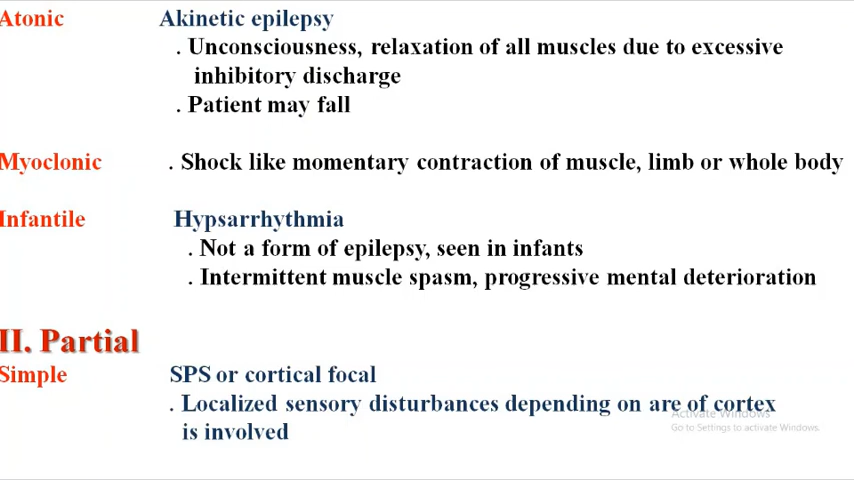 Atonic Akinetic epilepsy
. Unconsciousness, relaxation of all muscles due to excessive
inhibitory discharge
. Patient may fall
Myoclonic . Shock like momentary contraction of muscle, limb or whole body
Infantile Hypsarrhythmia
. Not a form of epilepsy, seen in infants
. Intermittent muscle spasm, progressive mental deterioration
II. Partial
Simple SPS or cortical focal
. Localized sensory disturbances depending on are of cortex
is involved
Activate Windows
Go to Settings to activate Windows.